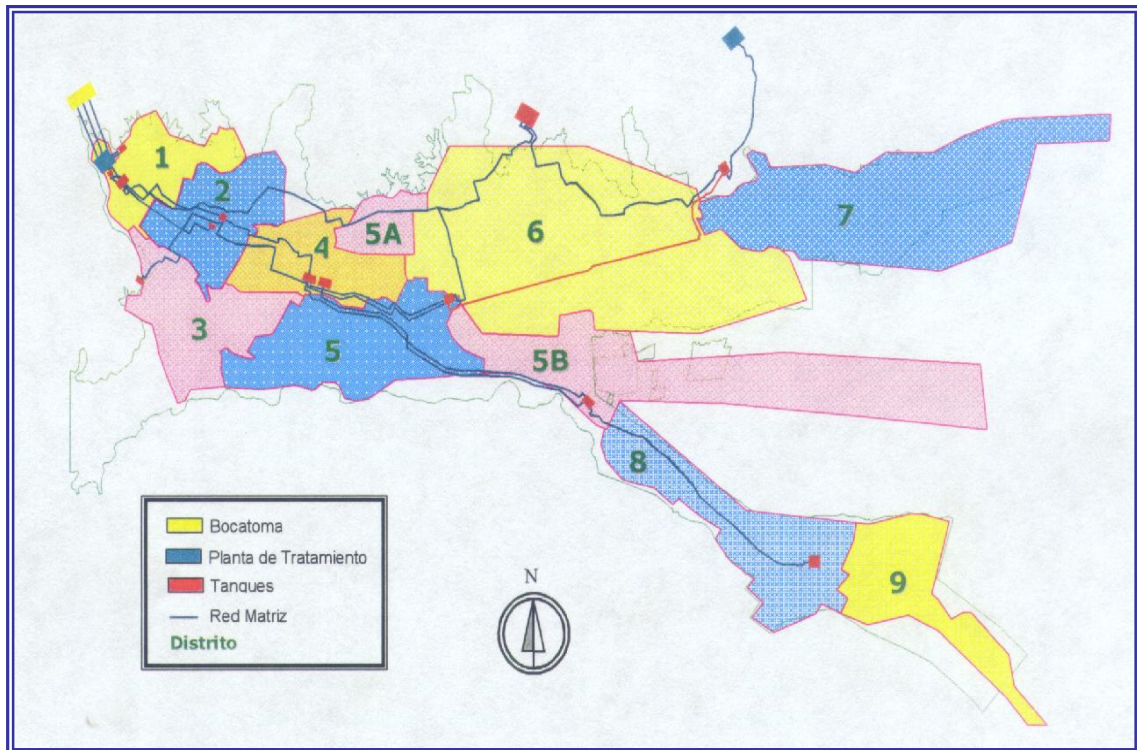 1
2
3
4
5A
6
7
5
5B
8
9
Bocatoma
Planta de Tratamiento
Tanques
Red Matriz
Distrito
N